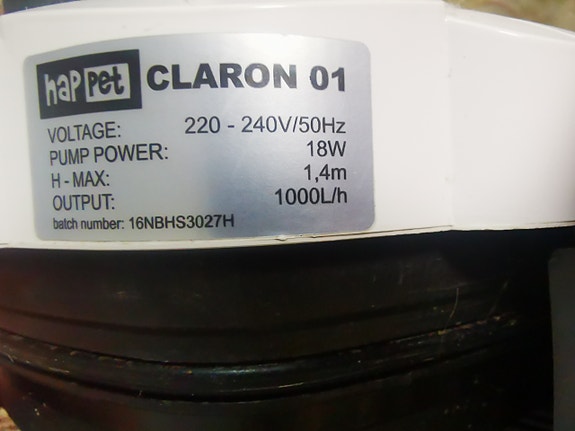 hap pet CLARON 01
VOLTAGE: 220 - 240V/50Hz
PUMP POWER: 18W
H - MAX: 1,4m
OUTPUT: 1000L/h
batch number: 16NBHS3027H